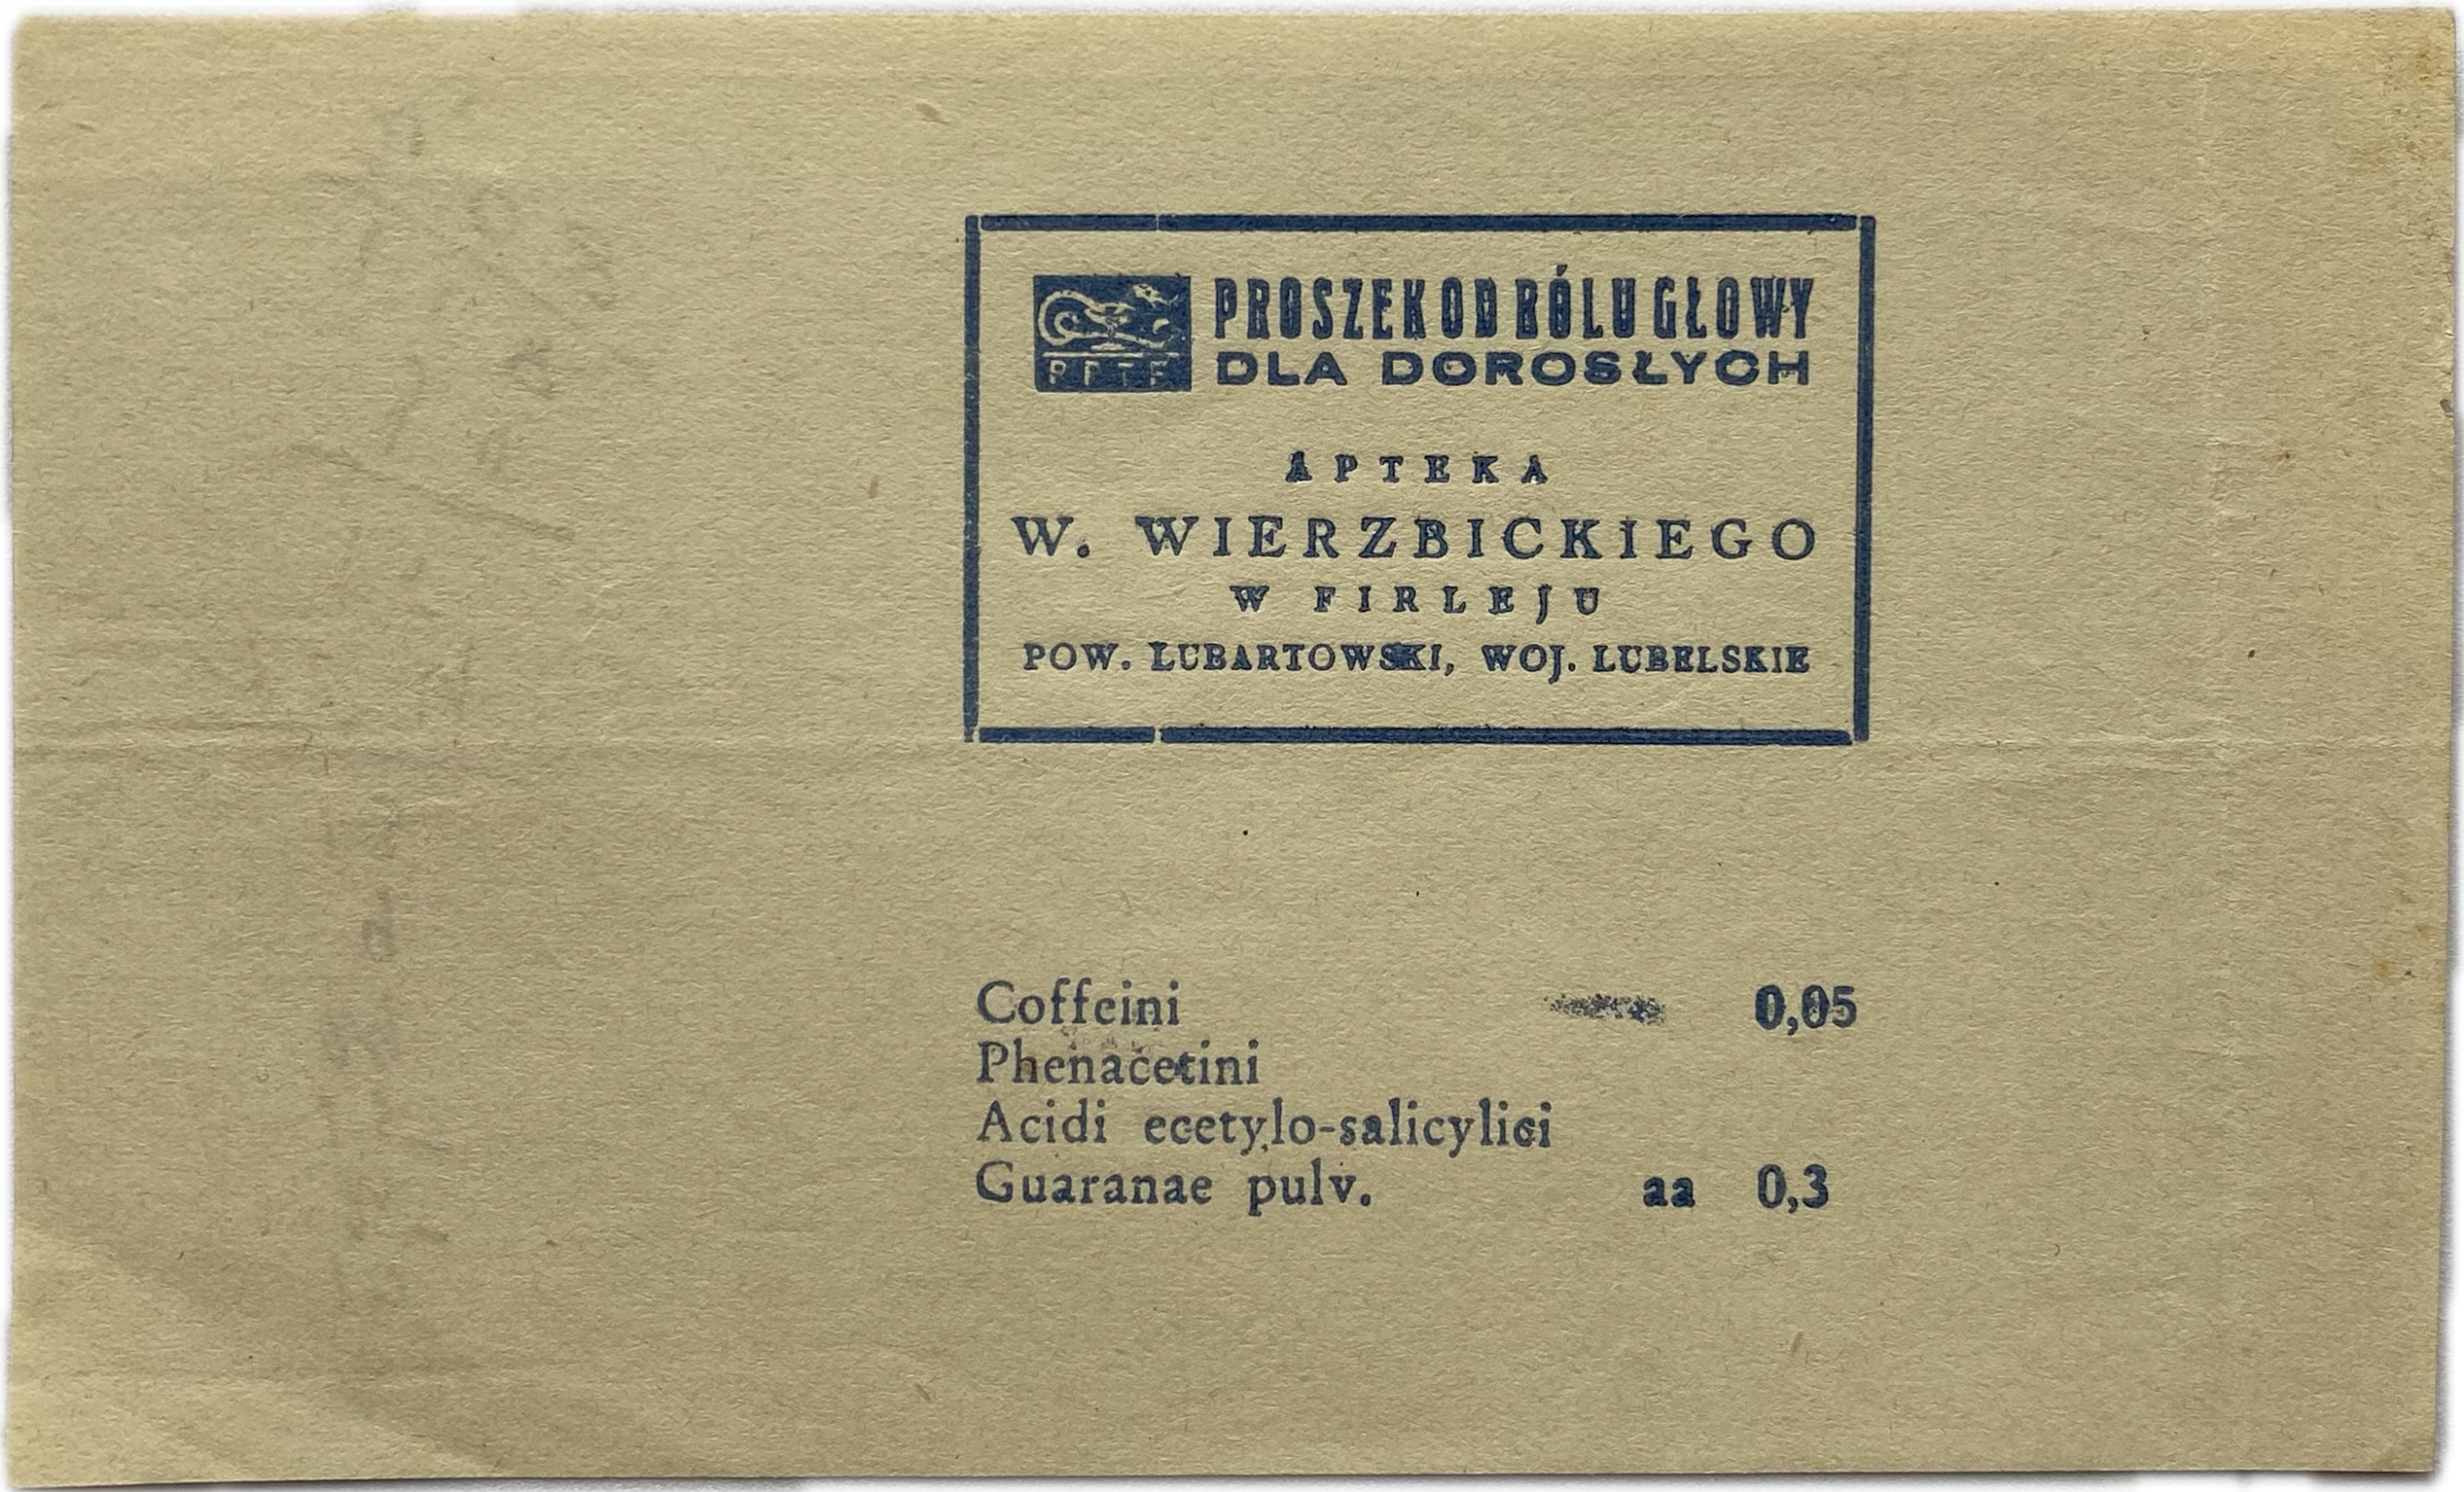 PROSZEK OD BÓLU GŁOWY
DLA DOROSŁYCH
APTEKA
W. WIERZBICKIEGO
W FIRLEJU
POW. LUBARTOWSKI, WOJ. LUBELSKIE
Coffeini 0,05
Phenacetini
Acidi ecetylo-salicylici
Guaranae pulv. aa 0,3